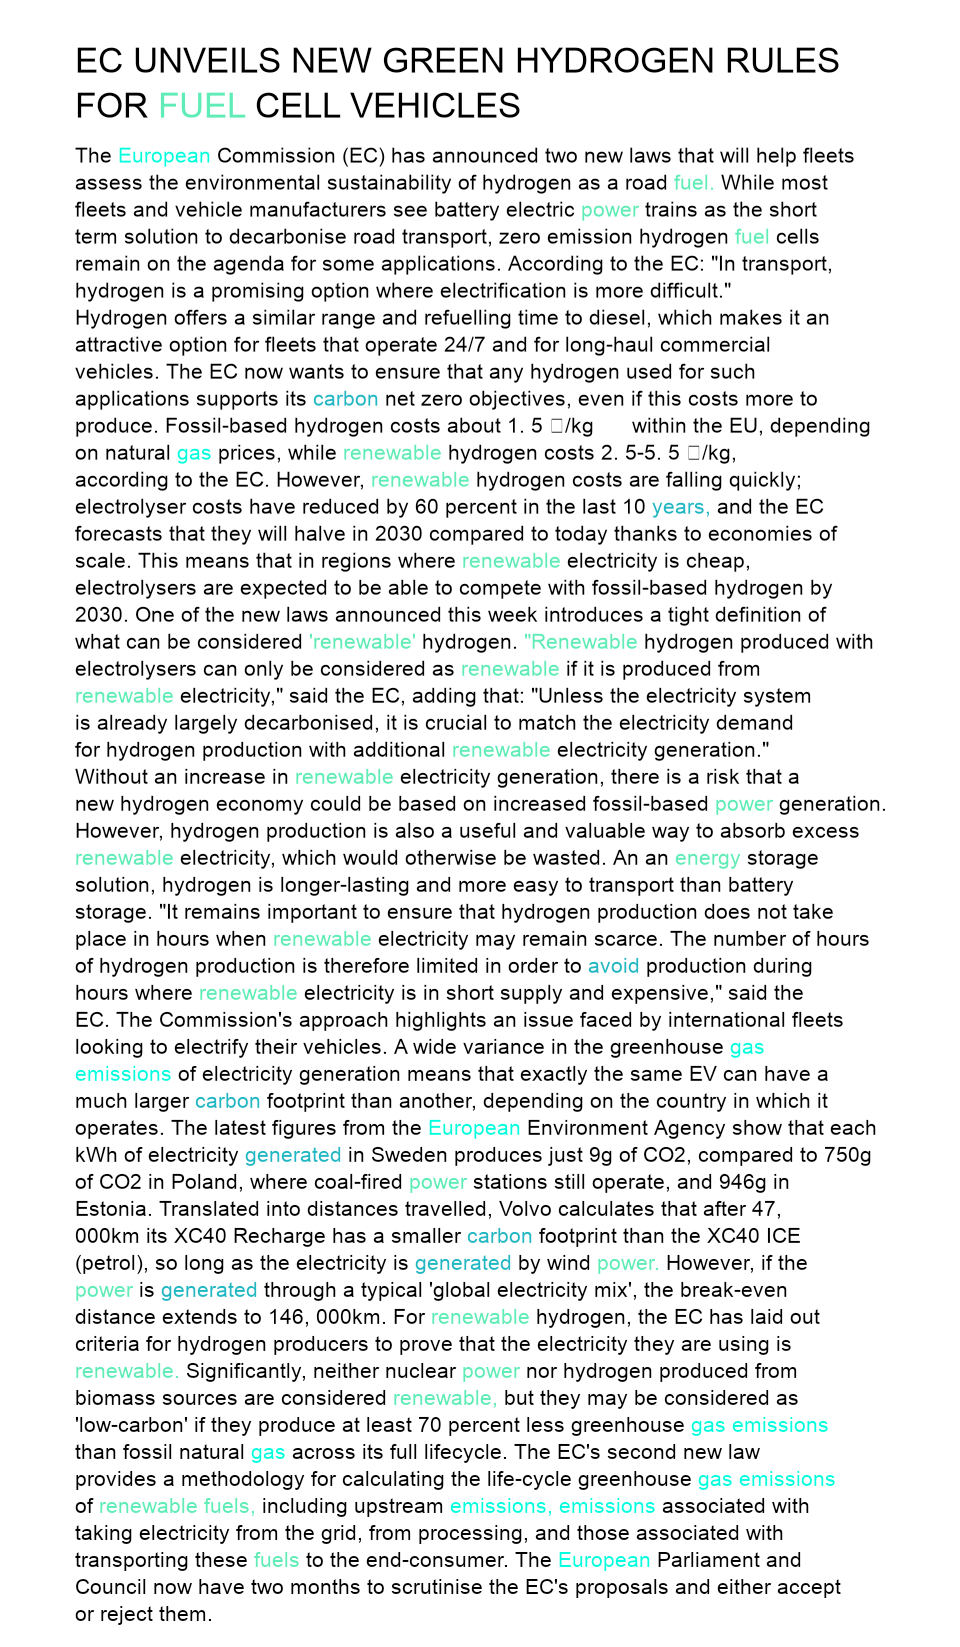 EC UNVEILS NEW GREEN HYDROGEN RULES
FOR FUEL CELL VEHICLES
The European Commission (EC) has announced two new laws that will help fleets
assess the environmental sustainability of hydrogen as a road fuel. While most
fleets and vehicle manufacturers see battery electric power trains as the short
term solution to decarbonise road transport, zero emission hydrogen fuel cells
remain on the agenda for some applications. According to the EC: "In transport,
hydrogen is a promising option where electrification is more difficult."
Hydrogen offers a similar range and refuelling time to diesel, which makes it an
attractive option for fleets that operate 24/7 and for long-haul commercial
vehicles. The EC now wants to ensure that any hydrogen used for such
applications supports its carbon net zero objectives, even if this costs more to
produce. Fossil-based hydrogen costs about 1. 5 □/kg within the EU, depending
on natural gas prices, while renewable hydrogen costs 2. 5-5. 5 □/kg,
according to the EC. However, renewable hydrogen costs are falling quickly;
electrolyser costs have reduced by 60 percent in the last 10 years, and the EC
forecasts that they will halve in 2030 compared to today thanks to economies of
scale. This means that in regions where renewable electricity is cheap,
electrolysers are expected to be able to compete with fossil-based hydrogen by
2030. One of the new laws announced this week introduces a tight definition of
what can be considered 'renewable' hydrogen. "Renewable hydrogen produced with
electrolysers can only be considered as renewable if it is produced from
renewable electricity," said the EC, adding that: "Unless the electricity system
is already largely decarbonised, it is crucial to match the electricity demand
for hydrogen production with additional renewable electricity generation."
Without an increase in renewable electricity generation, there is a risk that a
new hydrogen economy could be based on increased fossil-based power generation.
However, hydrogen production is also a useful and valuable way to absorb excess
renewable electricity, which would otherwise be wasted. An an energy storage
solution, hydrogen is longer-lasting and more easy to transport than battery
storage. "It remains important to ensure that hydrogen production does not take
place in hours when renewable electricity may remain scarce. The number of hours
of hydrogen production is therefore limited in order to avoid production during
hours where renewable electricity is in short supply and expensive," said the
EC. The Commission's approach highlights an issue faced by international fleets
looking to electrify their vehicles. A wide variance in the greenhouse gas
emissions of electricity generation means that exactly the same EV can have a
much larger carbon footprint than another, depending on the country in which it
operates. The latest figures from the European Environment Agency show that each
kWh of electricity generated in Sweden produces just 9g of CO2, compared to 750g
of CO2 in Poland, where coal-fired power stations still operate, and 946g in
Estonia. Translated into distances travelled, Volvo calculates that after 47,
000km its XC40 Recharge has a smaller carbon footprint than the XC40 ICE
(petrol), so long as the electricity is generated by wind power. However, if the
power is generated through a typical 'global electricity mix', the break-even
distance extends to 146, 000km. For renewable hydrogen, the EC has laid out
criteria for hydrogen producers to prove that the electricity they are using is
renewable. Significantly, neither nuclear power nor hydrogen produced from
biomass sources are considered renewable, but they may be considered as
'low-carbon' if they produce at least 70 percent less greenhouse gas emissions
than fossil natural gas across its full lifecycle. The EC's second new law
provides a methodology for calculating the life-cycle greenhouse gas emissions
of renewable fuels, including upstream emissions, emissions associated with
taking electricity from the grid, from processing, and those associated with
transporting these fuels to the end-consumer. The European Parliament and
Council now have two months to scrutinise the EC's proposals and either accept
or reject them.